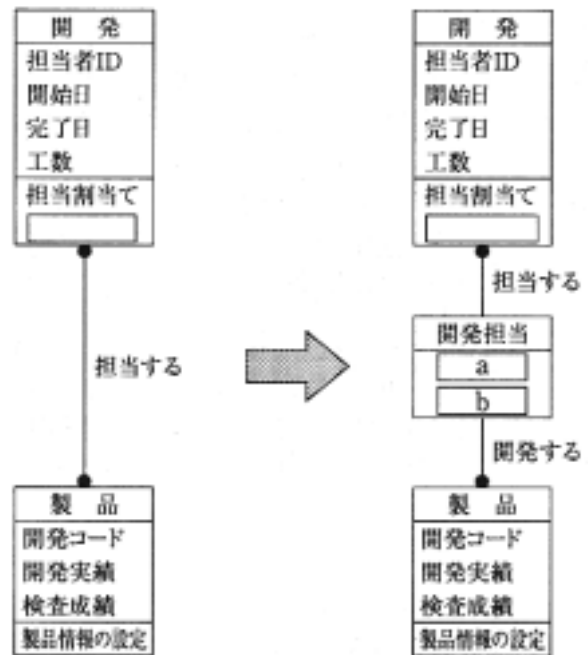 開 発
担当者ID
開始日
完了日
工数
担当割当て
担当する
製 品
開発コード
開発実績
検査成績
製品情報の設定
開 発
担当者ID
開始日
完了日
工数
担当割当て
担当する
開発担当
a
b
開発する
製 品
開発コード
開発実績
検査成績
製品情報の設定